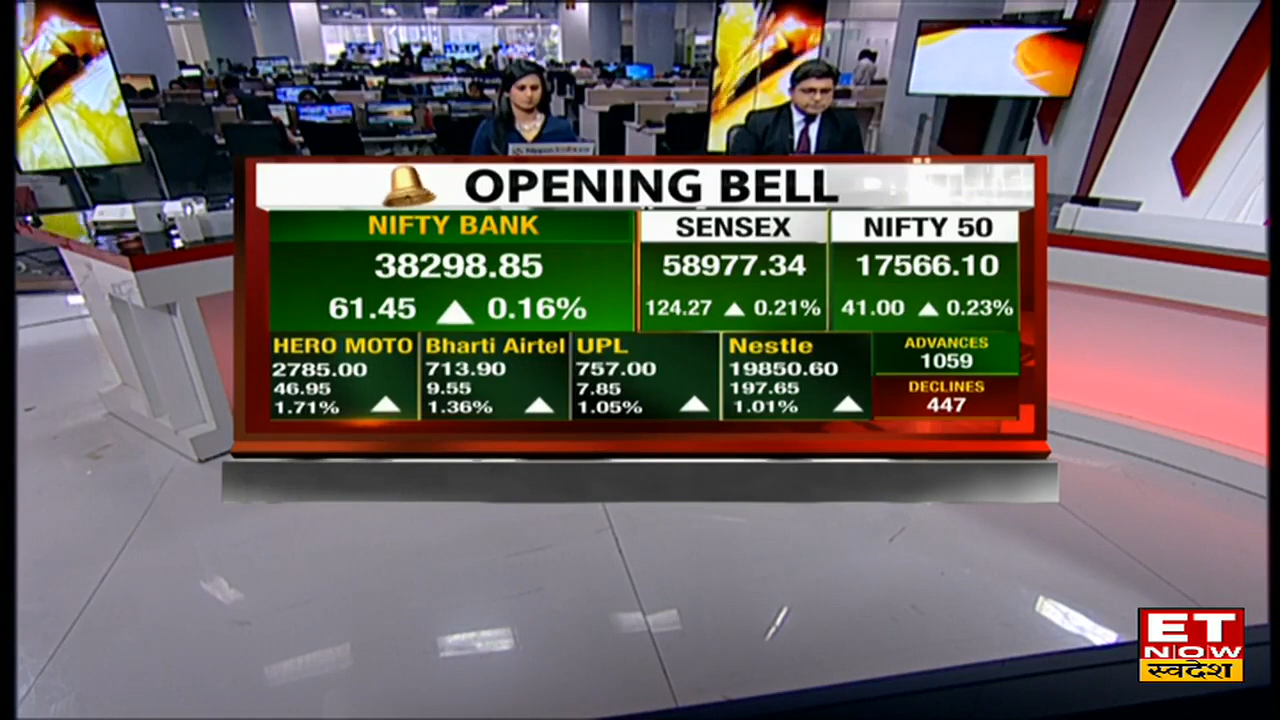 OPENING BELL
NIFTY BANK
38298.85
61.45 ▲ 0.16%
SENSEX
58977.34
124.27 ▲ 0.21%
NIFTY 50
17566.10
41.00 ▲ 0.23%
HERO MOTO
2785.00
46.95
1.71% ▲
Bharti Airtel
713.90
9.55
1.36% ▲
UPL
757.00
7.85
1.05% ▲
Nestle
19850.60
197.65
1.01% ▲
ADVANCES
1059
DECLINES
447
ET
NOW
स्वदेश